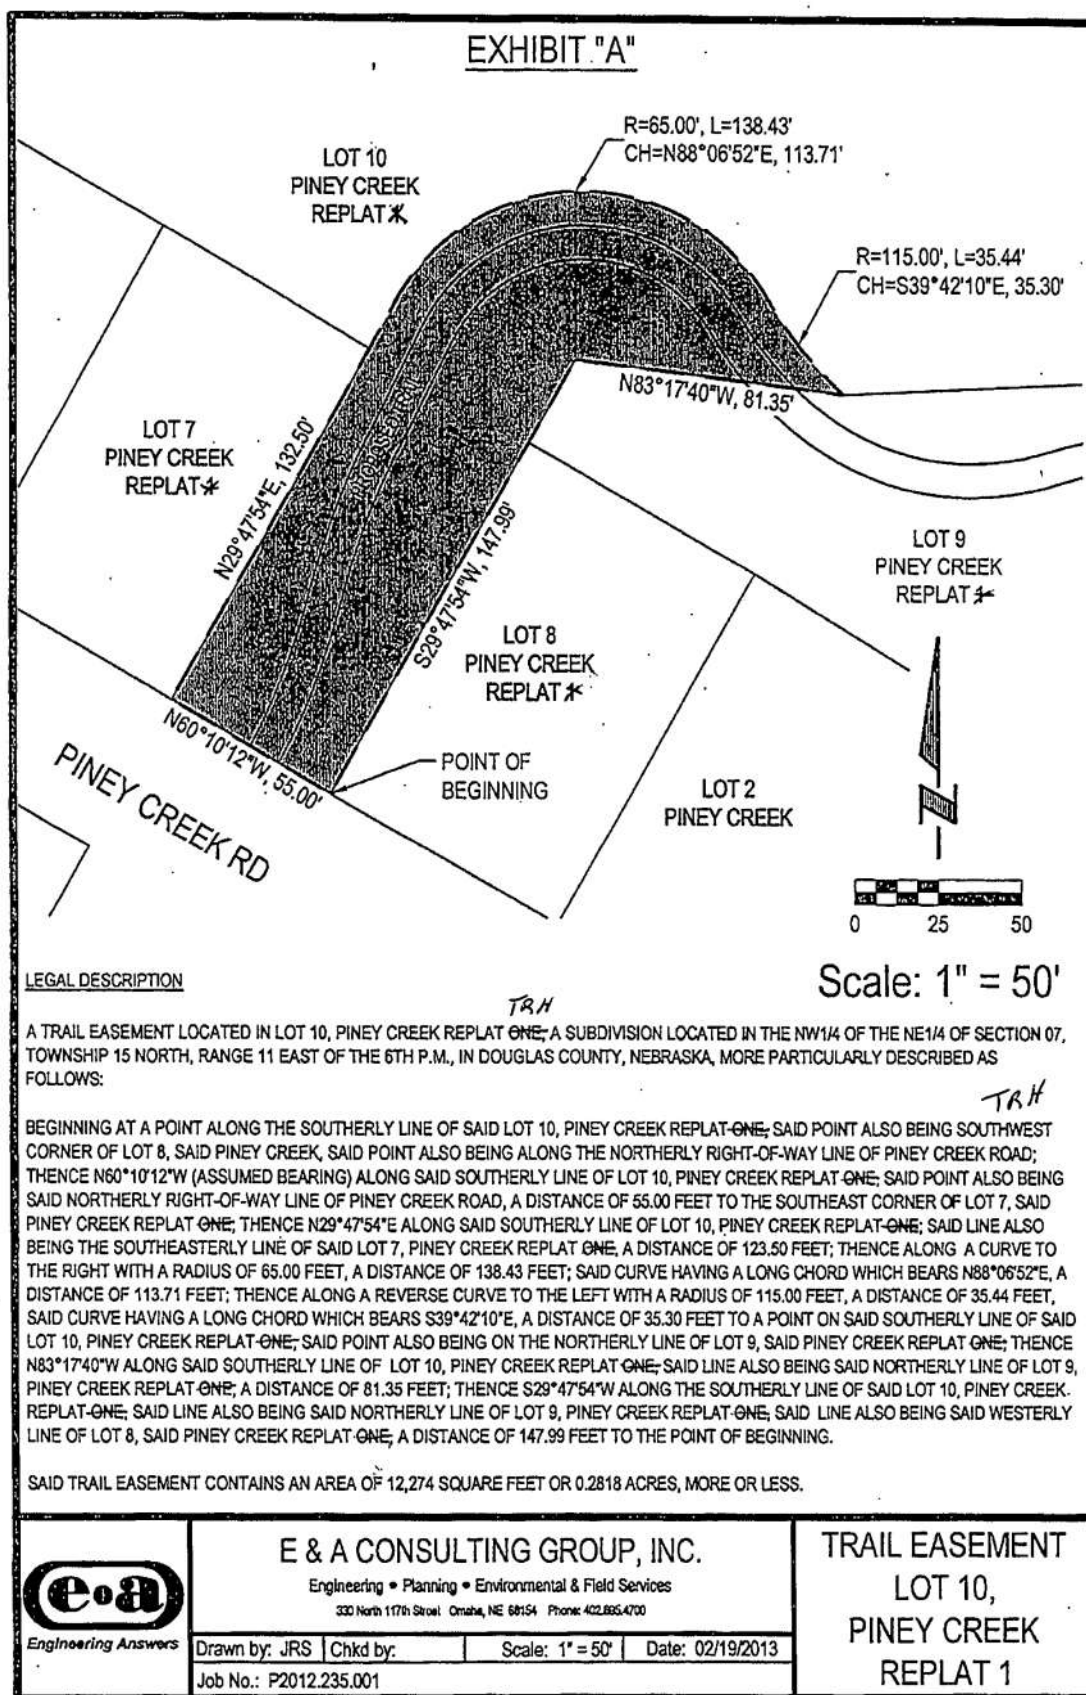 EXHIBIT "A"
R=65.00', L=138.43'
CH=N88°06'52"E, 113.71'
LOT 10
PINEY CREEK
REPLAT
R=115.00', L=35.44'
CH=S39°42'10"E, 35.30'
N83°17'40"W, 81.35'
LOT 7
PINEY CREEK
REPLAT
N29°47'54"E, 132.50'
S29°47'54"W, 147.99'
LOT 9
PINEY CREEK
REPLAT
LOT 8
PINEY CREEK
REPLAT
N60°10'12"W, 55.00'
POINT OF
BEGINNING
LOT 2
PINEY CREEK
PINEY CREEK RD
0 25 50
Scale: 1" = 50'
LEGAL DESCRIPTION
TRH
A TRAIL EASEMENT LOCATED IN LOT 10, PINEY CREEK REPLAT ONE, A SUBDIVISION LOCATED IN THE NW1/4 OF THE NE1/4 OF SECTION 07,
TOWNSHIP 15 NORTH, RANGE 11 EAST OF THE 6TH P.M., IN DOUGLAS COUNTY, NEBRASKA, MORE PARTICULARLY DESCRIBED AS
FOLLOWS:
TRH
BEGINNING AT A POINT ALONG THE SOUTHERLY LINE OF SAID LOT 10, PINEY CREEK REPLAT ONE; SAID POINT ALSO BEING SOUTHWEST
CORNER OF LOT 8, SAID PINEY CREEK, SAID POINT ALSO BEING ALONG THE NORTHERLY RIGHT-OF-WAY LINE OF PINEY CREEK ROAD;
THENCE N60°10'12"W (ASSUMED BEARING) ALONG SAID SOUTHERLY LINE OF LOT 10, PINEY CREEK REPLAT ONE; SAID POINT ALSO BEING
SAID NORTHERLY RIGHT-OF-WAY LINE OF PINEY CREEK ROAD, A DISTANCE OF 55.00 FEET TO THE SOUTHEAST CORNER OF LOT 7, SAID
PINEY CREEK REPLAT ONE; THENCE N29°47'54"E ALONG SAID SOUTHERLY LINE OF LOT 10, PINEY CREEK REPLAT ONE; SAID LINE ALSO
BEING THE SOUTHEASTERLY LINE OF SAID LOT 7, PINEY CREEK REPLAT ONE, A DISTANCE OF 123.50 FEET; THENCE ALONG A CURVE TO
THE RIGHT WITH A RADIUS OF 65.00 FEET, A DISTANCE OF 138.43 FEET; SAID CURVE HAVING A LONG CHORD WHICH BEARS N88°06'52"E, A
DISTANCE OF 113.71 FEET; THENCE ALONG A REVERSE CURVE TO THE LEFT WITH A RADIUS OF 115.00 FEET, A DISTANCE OF 35.44 FEET,
SAID CURVE HAVING A LONG CHORD WHICH BEARS S39°42'10"E, A DISTANCE OF 35.30 FEET TO A POINT ON SAID SOUTHERLY LINE OF SAID
LOT 10, PINEY CREEK REPLAT ONE; SAID POINT ALSO BEING ON THE NORTHERLY LINE OF LOT 9, SAID PINEY CREEK REPLAT ONE; THENCE
N83°17'40"W ALONG SAID SOUTHERLY LINE OF LOT 10, PINEY CREEK REPLAT ONE; SAID LINE ALSO BEING SAID NORTHERLY LINE OF LOT 9,
PINEY CREEK REPLAT ONE; A DISTANCE OF 81.35 FEET; THENCE S29°47'54"W ALONG THE SOUTHERLY LINE OF SAID LOT 10, PINEY CREEK
REPLAT ONE; SAID LINE ALSO BEING SAID NORTHERLY LINE OF LOT 9, PINEY CREEK REPLAT ONE; SAID LINE ALSO BEING SAID WESTERLY
LINE OF LOT 8, SAID PINEY CREEK REPLAT ONE, A DISTANCE OF 147.99 FEET TO THE POINT OF BEGINNING.
SAID TRAIL EASEMENT CONTAINS AN AREA OF 12,274 SQUARE FEET OR 0.2818 ACRES, MORE OR LESS.
e&a
Engineering Answers
E & A CONSULTING GROUP, INC.
Engineering • Planning • Environmental & Field Services
330 North 117th Street Omaha, NE 68154 Phone: 402.895.4700
Drawn by: JRS Chkd by: Scale: 1" = 50' Date: 02/19/2013
Job No.: P2012.235.001
TRAIL EASEMENT
LOT 10,
PINEY CREEK
REPLAT 1